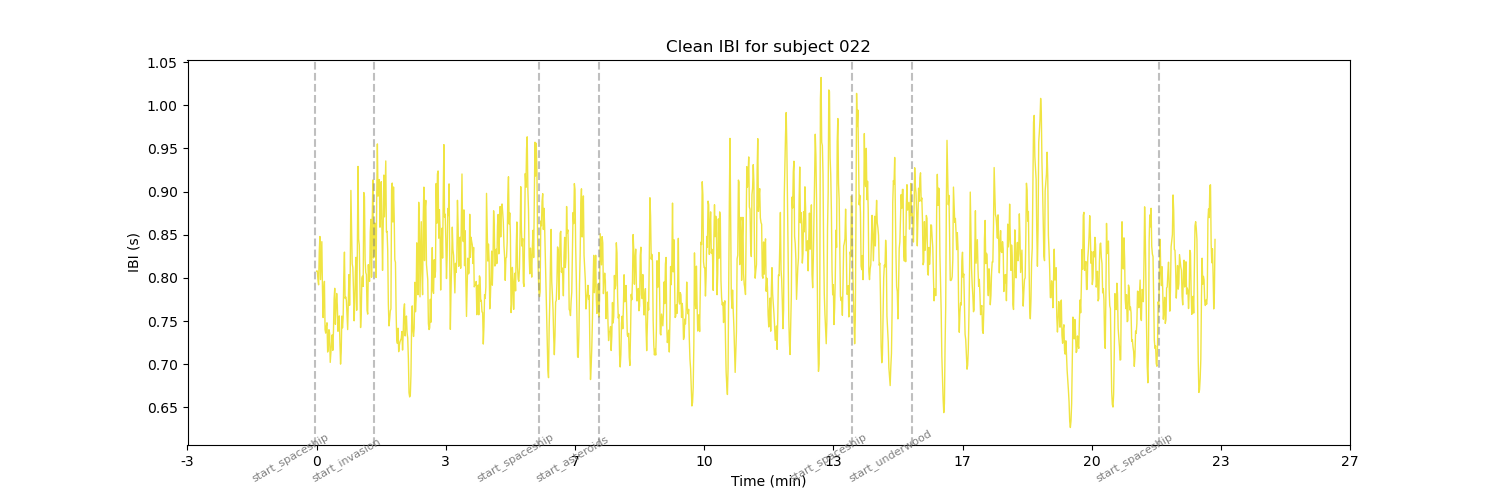 Clean IBI for subject 022
IBI (s)
1.05
1.00
0.95
0.90
0.85
0.80
0.75
0.70
0.65
-3 0 3 7 10 13 17 20 23 27
start_spaceship start_invasion start_spaceship start_asteroids start_spaceship start_underwood start_spaceship
Time (min)